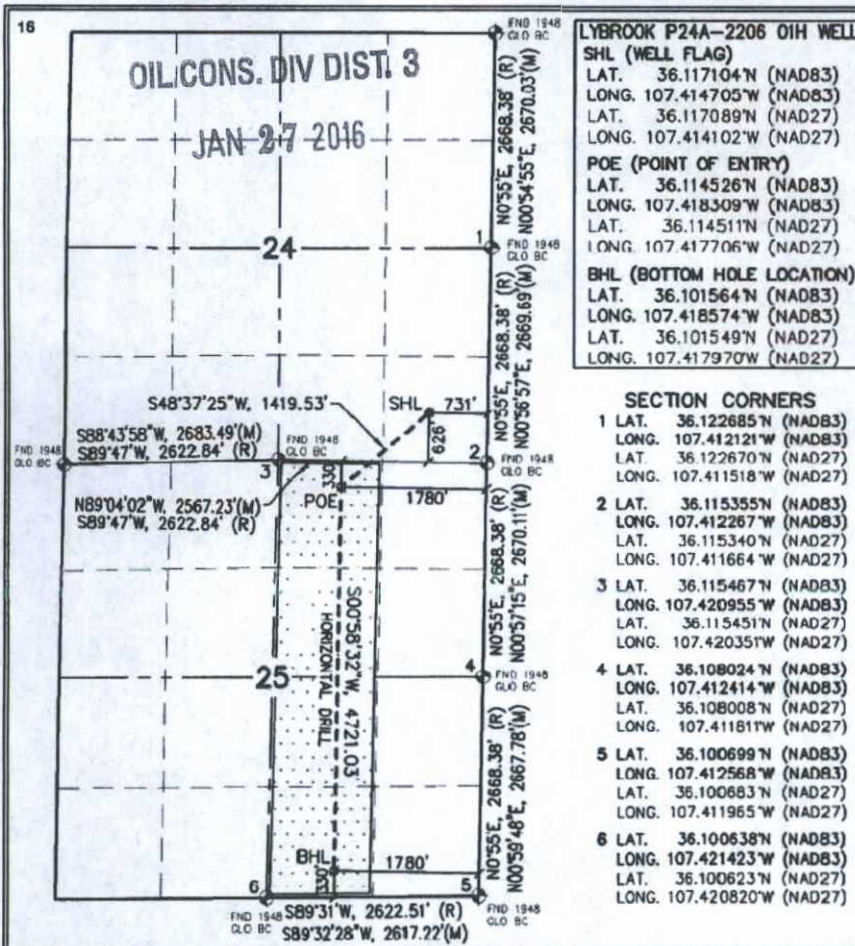 16
OIL CONS. DIV DIST. 3
JAN 27 2016
FND 1948
GLO BC
N0°55'E, 2668.38' (R)
N00°54'55"E, 2670.03'(M)
24
1
FND 1948
GLO BC
N0°55'E, 2668.38' (R)
N00°56'57"E, 2669.69'(M)
S48°37'25"W, 1419.53'
SHL
731'
626'
S88°43'58"W, 2683.49'(M)
S89°47'W, 2622.84' (R)
FND 1948
GLO BC
FND 1948
GLO BC
3
2
FND 1948
GLO BC
330'
POE
1780'
N89°04'02"W, 2567.23'(M)
S89°47'W, 2622.84' (R)
N0°55'E, 2668.38' (R)
N00°57'15"E, 2670.11'(M)
S00°58'32"W, 4721.03'
HORIZONTAL DRILL
25
4
FND 1948
GLO BC
N0°55'E, 2668.38' (R)
N00°59'48"E, 2667.78'(M)
BHL
1780'
330'
6
5
FND 1948
GLO BC
S89°31'W, 2622.51' (R)
S89°32'28"W, 2617.22'(M)
FND 1948
GLO BC
LYBROOK P24A-2206 01H WELL
SHL (WELL FLAG)
LAT. 36.117104°N (NAD83)
LONG. 107.414705°W (NAD83)
LAT. 36.117089°N (NAD27)
LONG. 107.414102°W (NAD27)
POE (POINT OF ENTRY)
LAT. 36.114526°N (NAD83)
LONG. 107.418309°W (NAD83)
LAT. 36.114511°N (NAD27)
LONG. 107.417706°W (NAD27)
BHL (BOTTOM HOLE LOCATION)
LAT. 36.101564°N (NAD83)
LONG. 107.418574°W (NAD83)
LAT. 36.101549°N (NAD27)
LONG. 107.417970°W (NAD27)
SECTION CORNERS
1 LAT. 36.122685°N (NAD83)
LONG. 107.412121°W (NAD83)
LAT. 36.122670°N (NAD27)
LONG. 107.411518°W (NAD27)
2 LAT. 36.115355°N (NAD83)
LONG. 107.412267°W (NAD83)
LAT. 36.115340°N (NAD27)
LONG. 107.411664°W (NAD27)
3 LAT. 36.115467°N (NAD83)
LONG. 107.420955°W (NAD83)
LAT. 36.115451°N (NAD27)
LONG. 107.420351°W (NAD27)
4 LAT. 36.108024°N (NAD83)
LONG. 107.412414°W (NAD83)
LAT. 36.108008°N (NAD27)
LONG. 107.411811°W (NAD27)
5 LAT. 36.100699°N (NAD83)
LONG. 107.412568°W (NAD83)
LAT. 36.100683°N (NAD27)
LONG. 107.411965°W (NAD27)
6 LAT. 36.100638°N (NAD83)
LONG. 107.421423°W (NAD83)
LAT. 36.100623°N (NAD27)
LONG. 107.420820°W (NAD27)